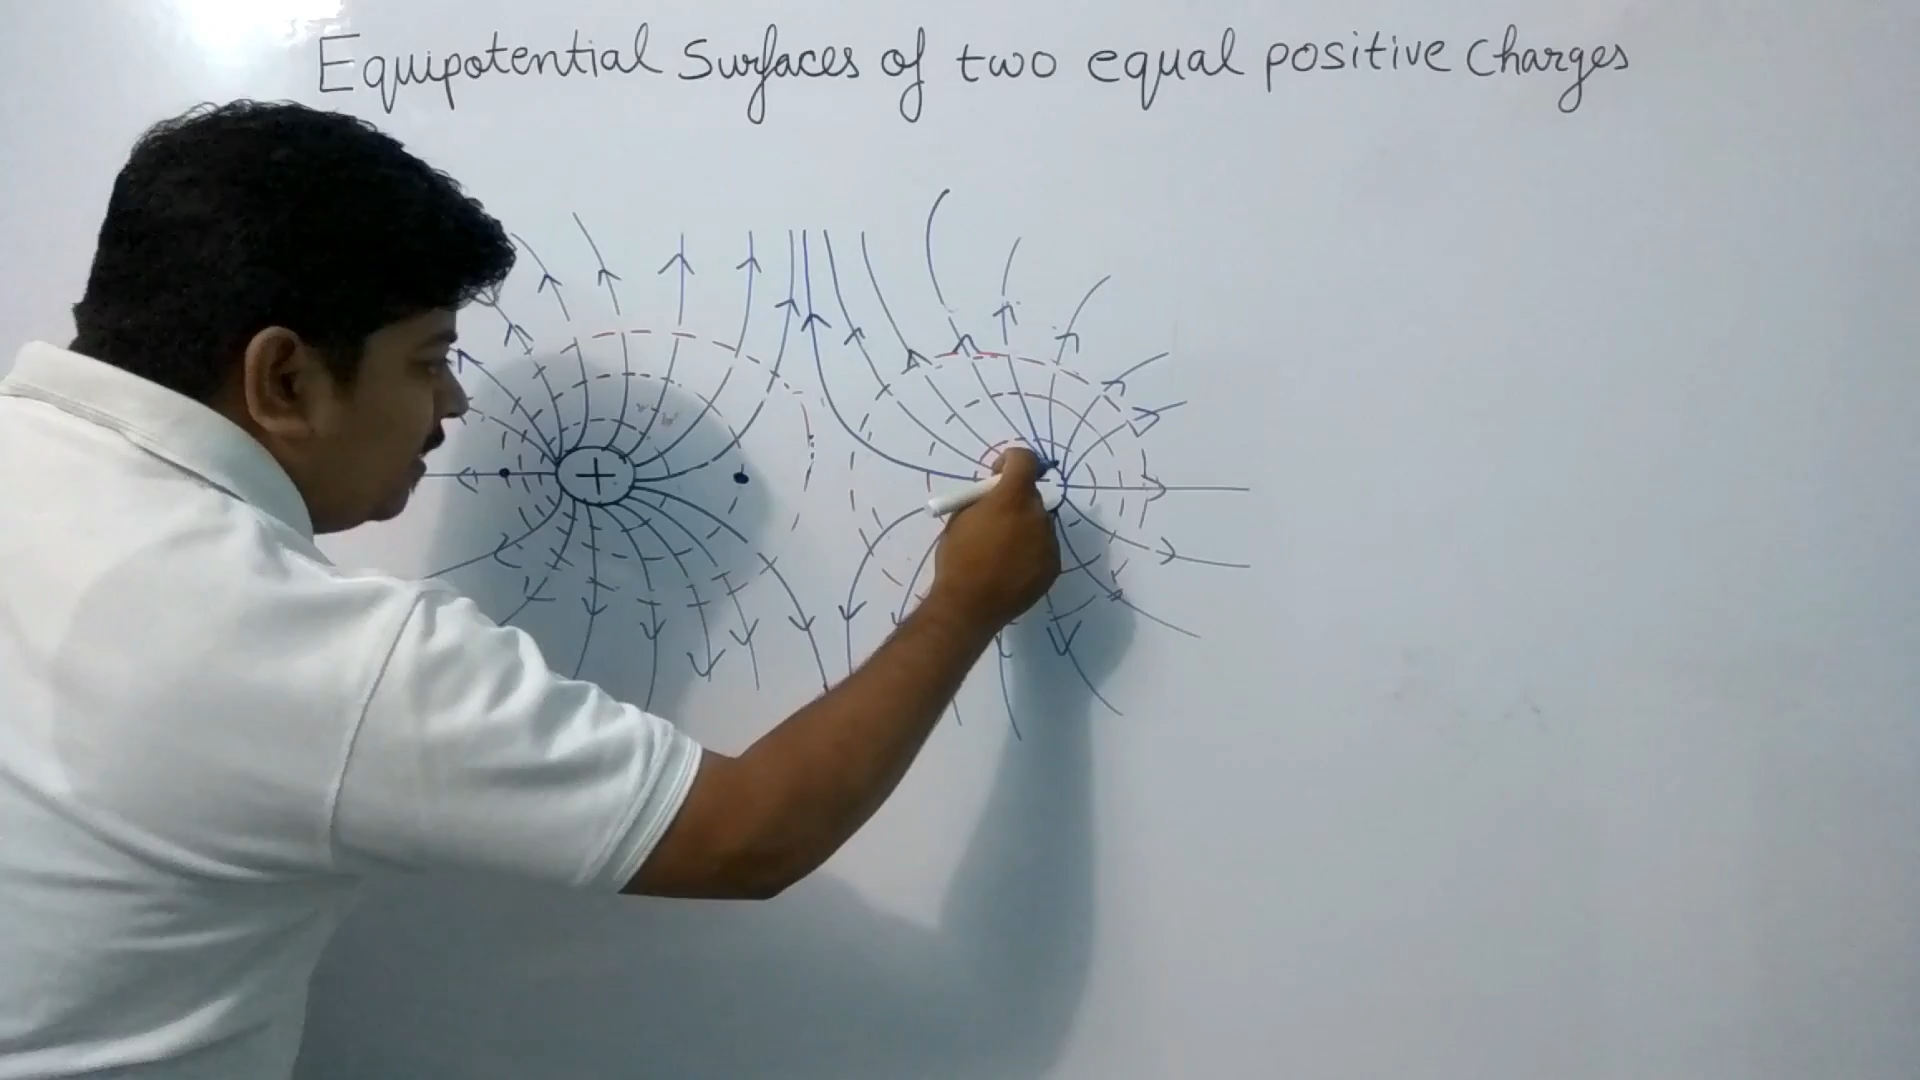 Equipotential Surfaces of two equal positive Charges
+